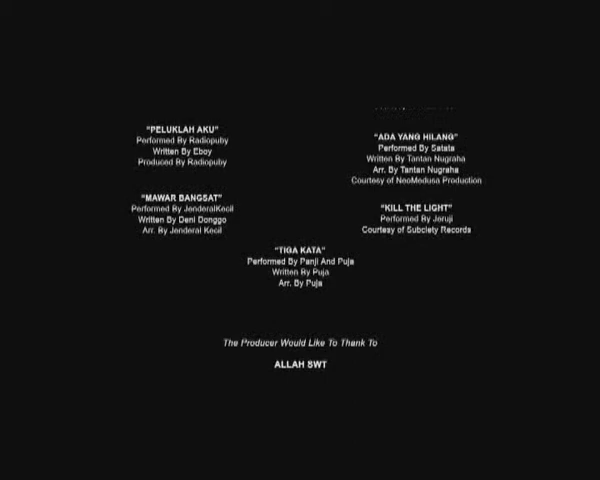 "PELUKLAH AKU"
Performed By Radiopuby
Written By Eboy
Produced By Radiopuby
"MAWAR BANGSAT"
Performed By JenderalKecil
Written By Deni Donggo
Arr. By Jenderal Kecil
"ADA YANG HILANG"
Performed By Satata
Written By Tantan Nugraha
Arr. By Tantan Nugraha
Courtesy of NeoMedusa Production
"KILL THE LIGHT"
Performed By Jeruji
Courtesy of Subciety Records
"TIGA KATA"
Performed By Panji And Puja
Written By Puja
Arr. By Puja
The Producer Would Like To Thank To
ALLAH SWT